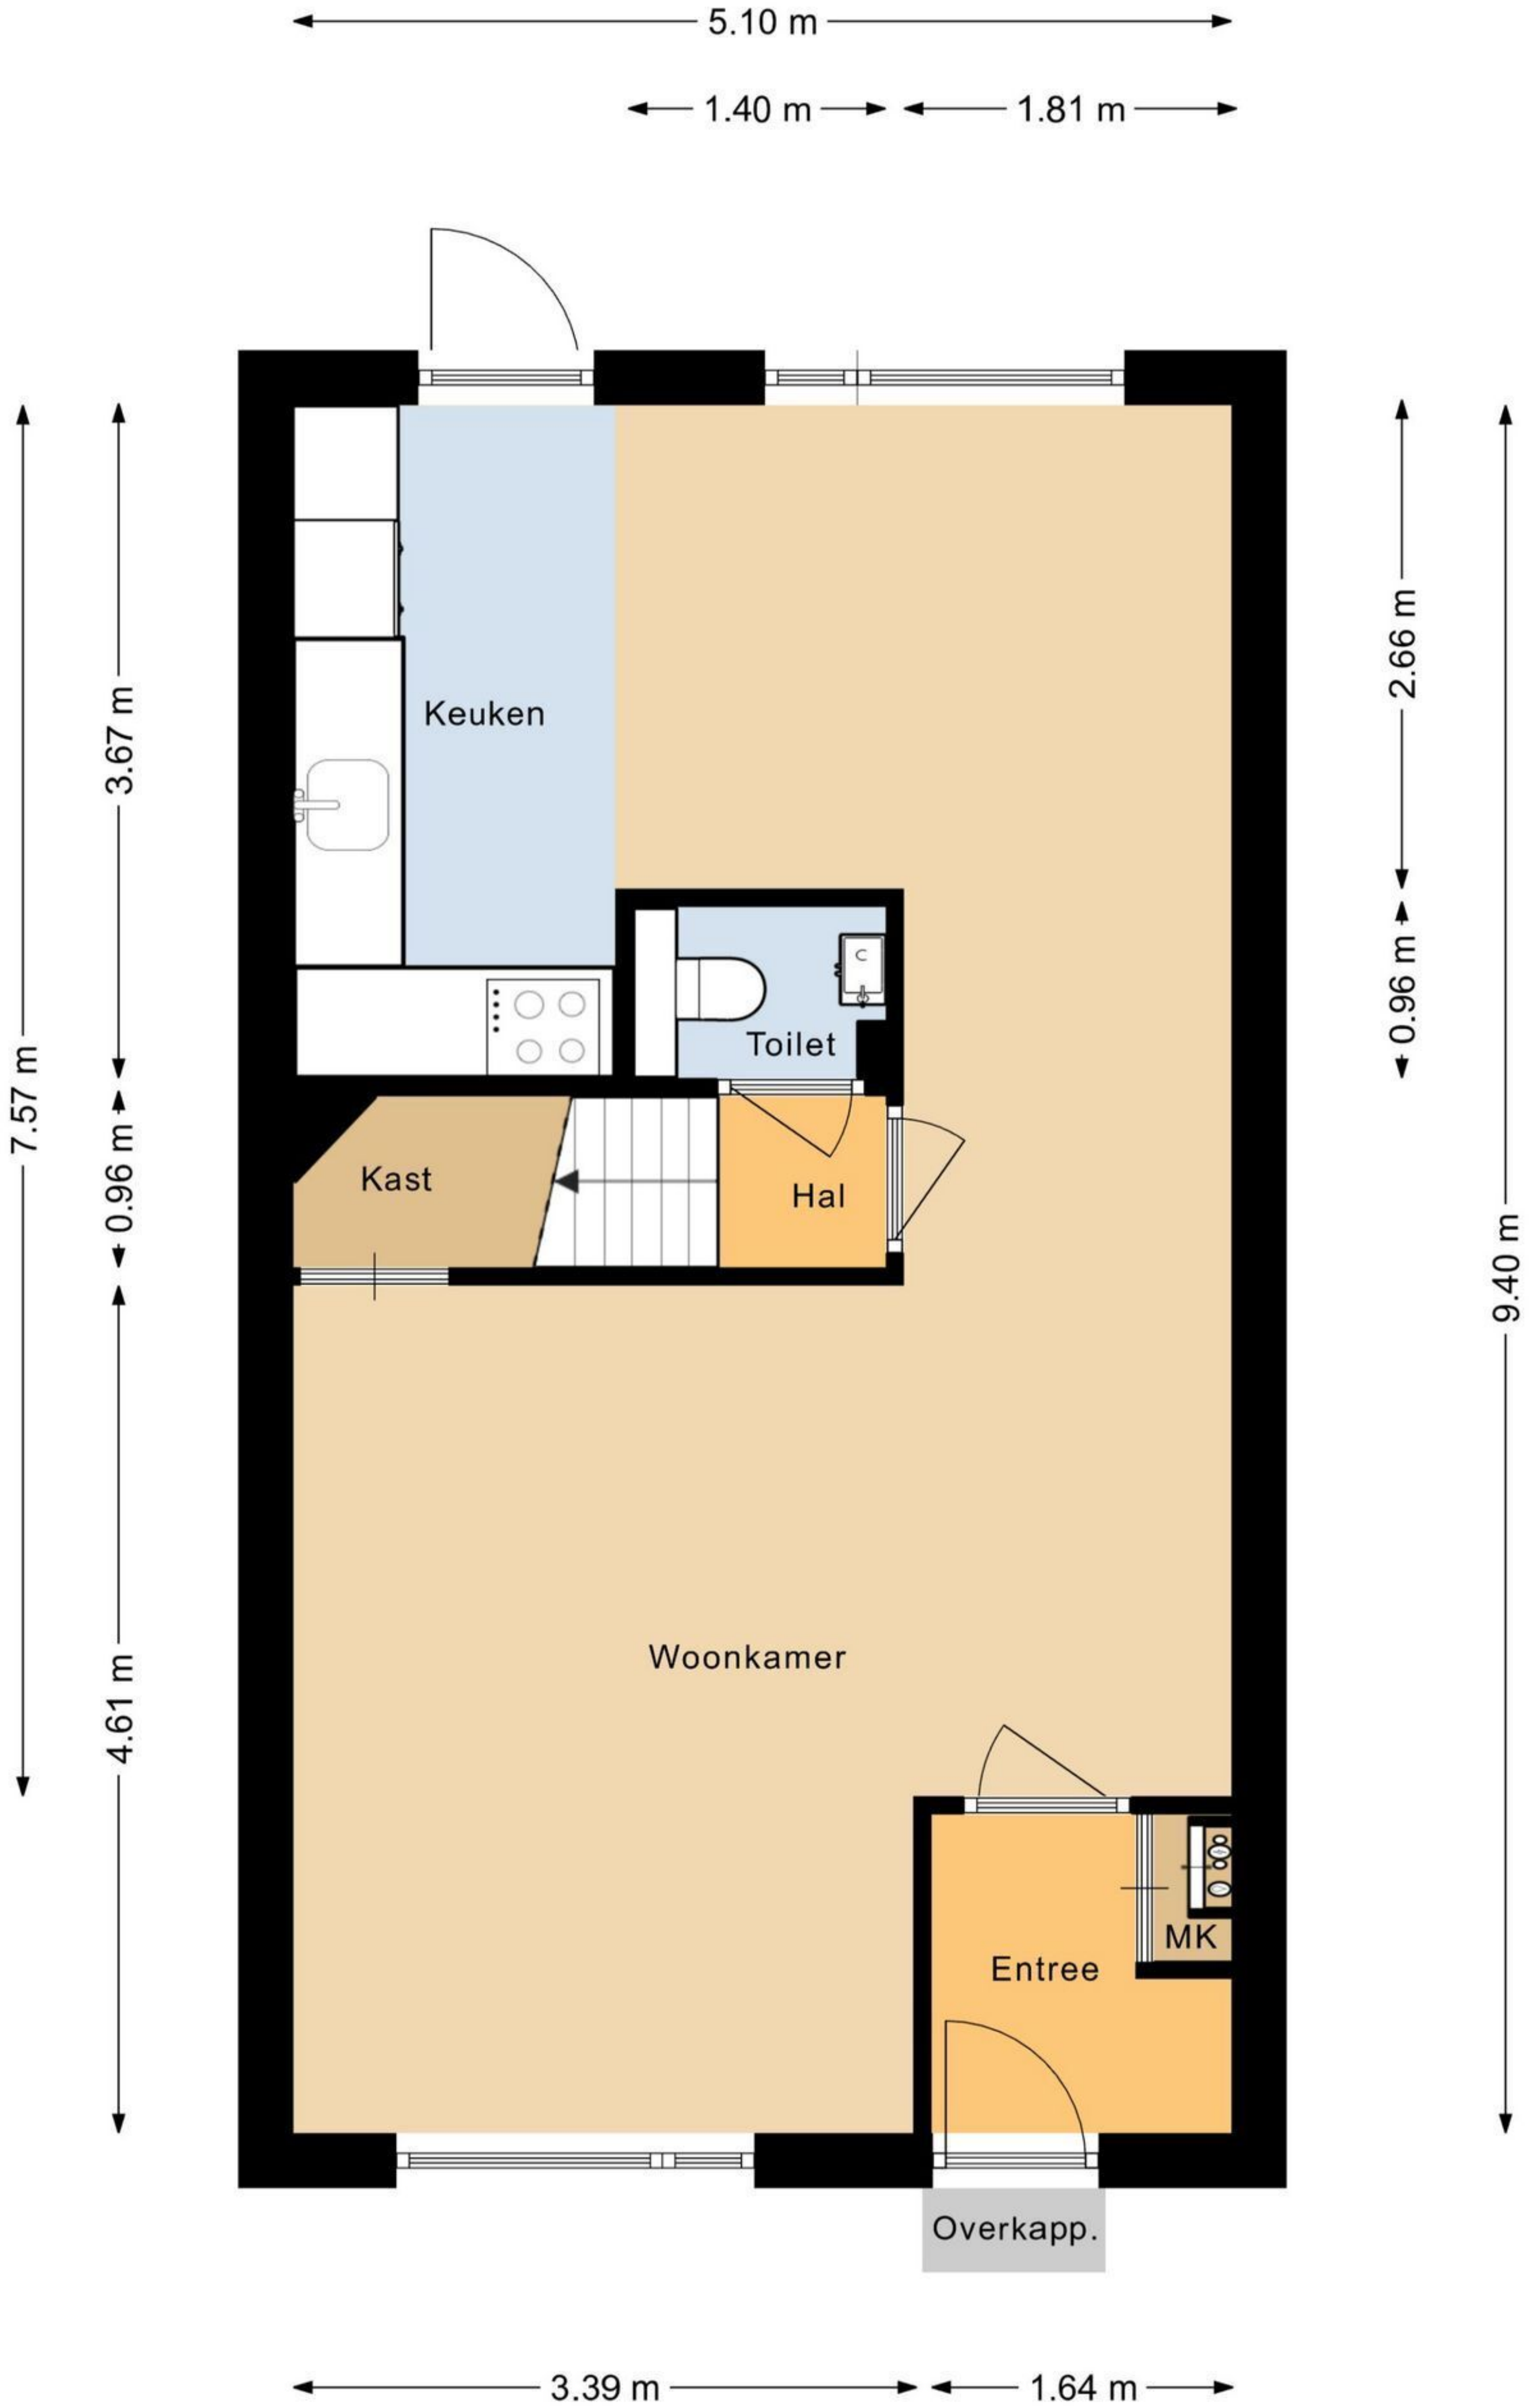 5.10 m
1.40 m
1.81 m
3.67 m
2.66 m
Keuken
0.96 m
Toilet
7.57 m
0.96 m
Kast
Hal
9.40 m
4.61 m
Woonkamer
MK
Entree
Overkapp.
3.39 m
1.64 m